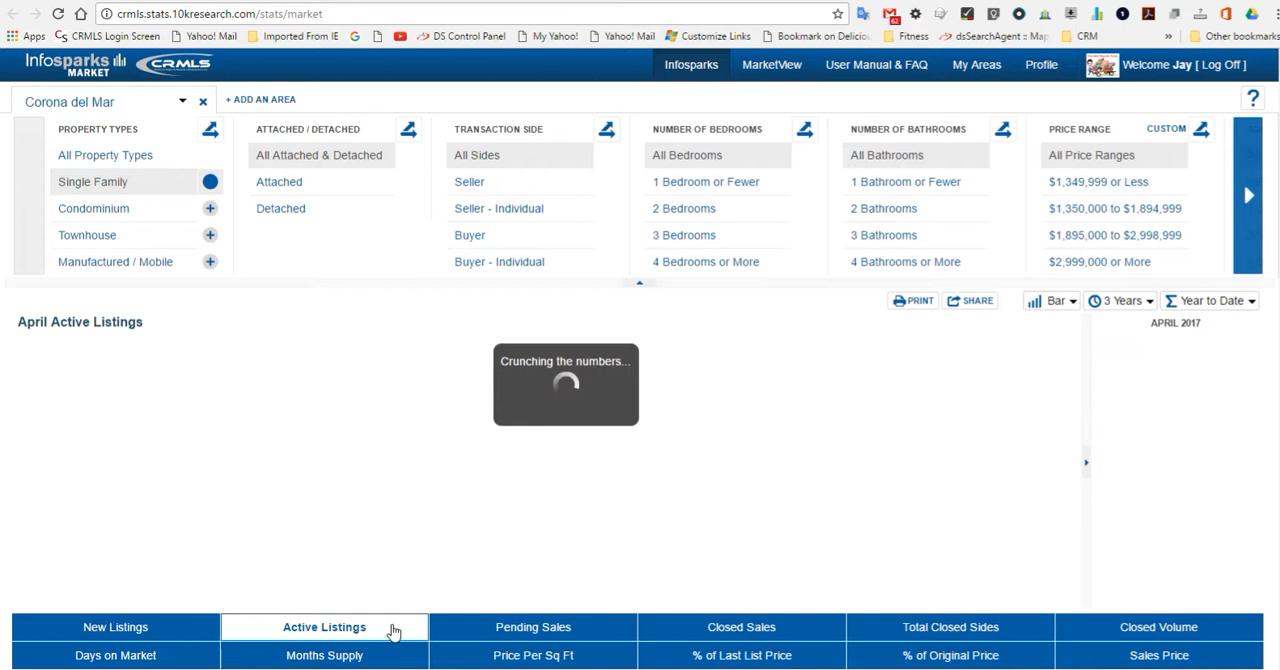 crmls.stats.10kresearch.com/stats/market
62
Apps CRMLS Login Screen Yahoo! Mail Imported From IE DS Control Panel My Yahoo! Yahoo! Mail Customize Links Bookmark on Deliciou Fitness dsSearchAgent :: Map CRM » Other bookmarks
Infosparks MARKET CRMLS Infosparks MarketView User Manual & FAQ My Areas Profile Welcome Jay [ Log Off ]
Corona del Mar + ADD AN AREA ?
PROPERTY TYPES ATTACHED / DETACHED TRANSACTION SIDE NUMBER OF BEDROOMS NUMBER OF BATHROOMS PRICE RANGE CUSTOM
All Property Types All Attached & Detached All Sides All Bedrooms All Bathrooms All Price Ranges
Single Family Attached Seller 1 Bedroom or Fewer 1 Bathroom or Fewer $1,349,999 or Less
Condominium Detached Seller - Individual 2 Bedrooms 2 Bathrooms $1,350,000 to $1,894,999
Townhouse Buyer 3 Bedrooms 3 Bathrooms $1,895,000 to $2,998,999
Manufactured / Mobile Buyer - Individual 4 Bedrooms or More 4 Bathrooms or More $2,999,000 or More
PRINT SHARE Bar 3 Years Year to Date
April Active Listings APRIL 2017
Crunching the numbers...
New Listings Active Listings Pending Sales Closed Sales Total Closed Sides Closed Volume
Days on Market Months Supply Price Per Sq Ft % of Last List Price % of Original Price Sales Price